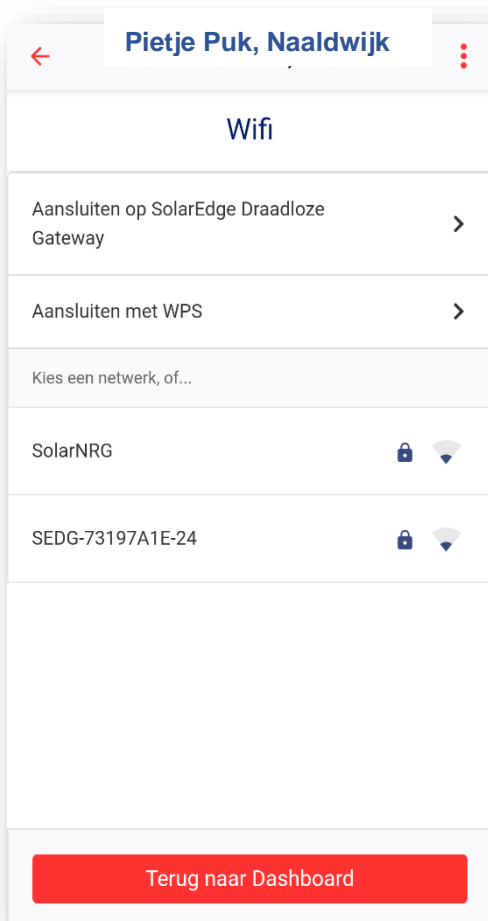 Pietje Puk, Naaldwijk
Wifi
Aansluiten op SolarEdge Draadloze
Gateway
Aansluiten met WPS
Kies een netwerk, of...
SolarNRG
SEDG-73197A1E-24
Terug naar Dashboard